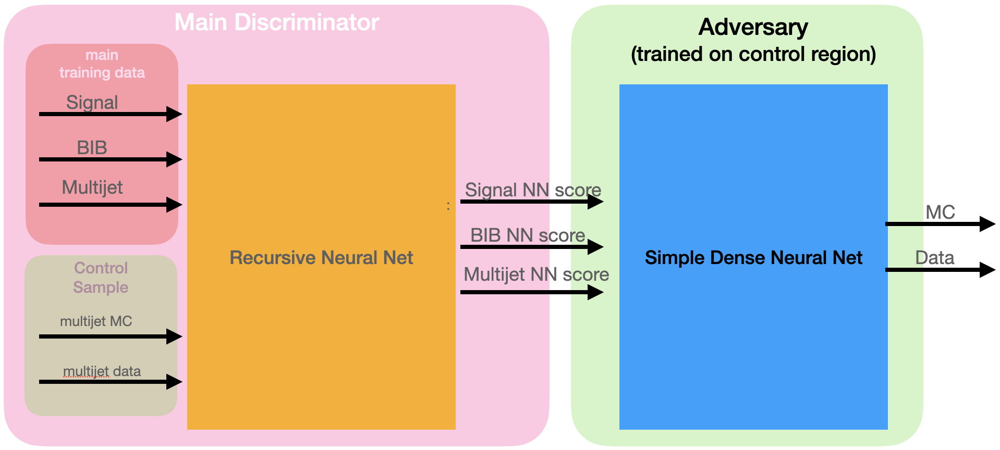 Main Discriminator
main
training data
Signal
BIB
Multijet
Control
Sample
multijet MC
multijet data
Recursive Neural Net
:
Signal NN score
BIB NN score
Multijet NN score
Adversary
(trained on control region)
Simple Dense Neural Net
MC
Data